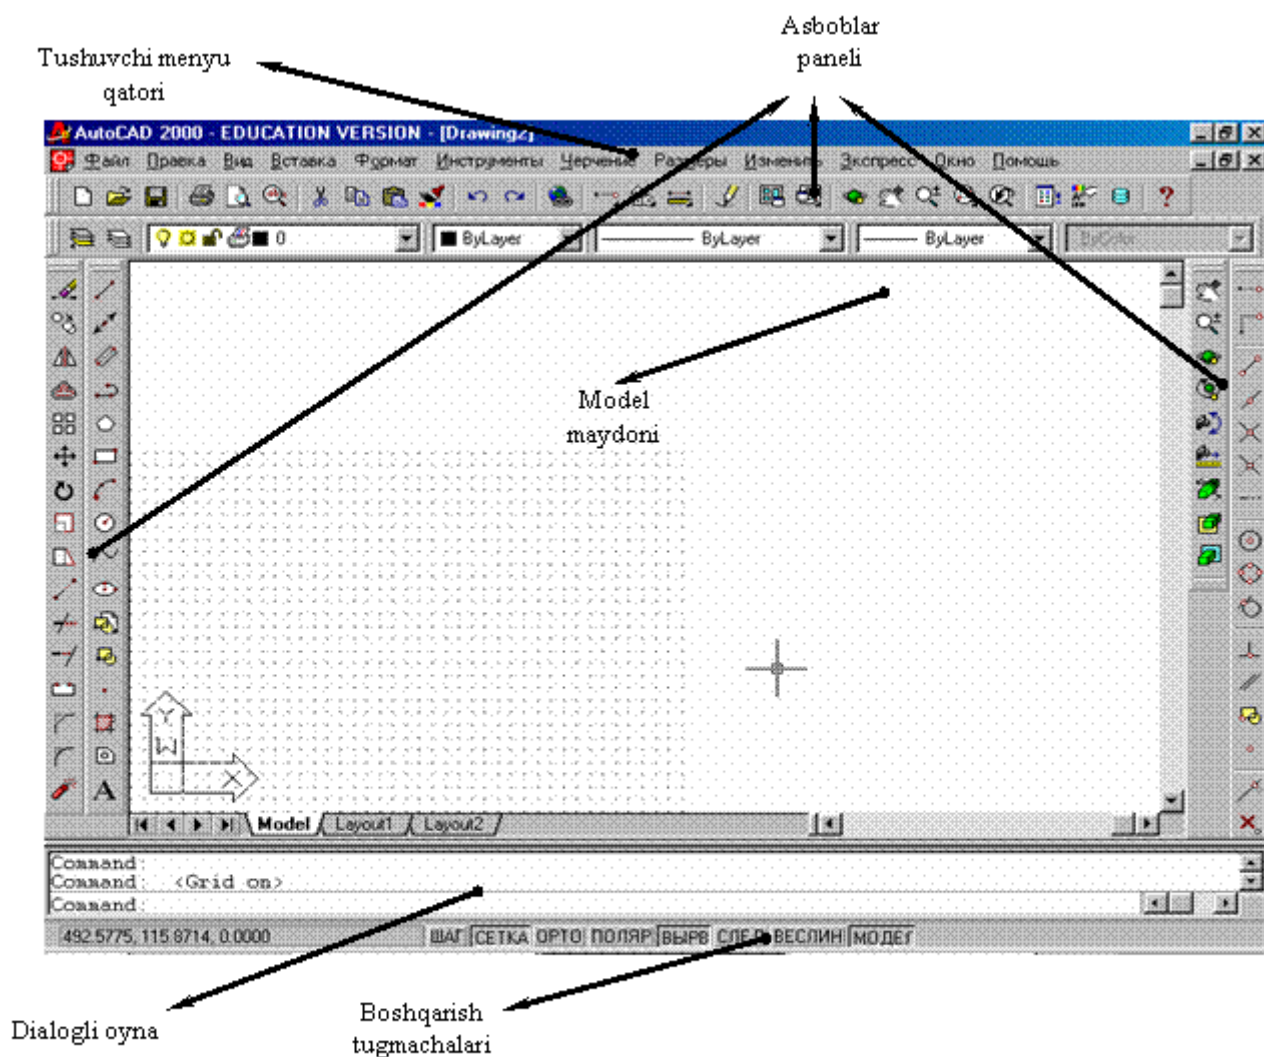 Asboblar
paneli
Tushuvchi menyu
qatori
AutoCAD 2000 - EDUCATION VERSION - [Drawing2]
Файл Правка Вид Вставка Формат Инструменты Черчение Размеры Изменить Экспресс Окно Помощь
0 ByLayer ByLayer ByLayer ByColor
Model
maydoni
Y
W
X
A
Model Layout1 Layout2
Command:
Command: <Grid on>
Command:
492.5775, 115.8714, 0.0000 ШАГ СЕТКА ОРТО ПОЛЯР ВЫРВ СЛЕД ВЕСЛИН МОДЕЛ
Dialogli oyna
Boshqarish
tugmachalari